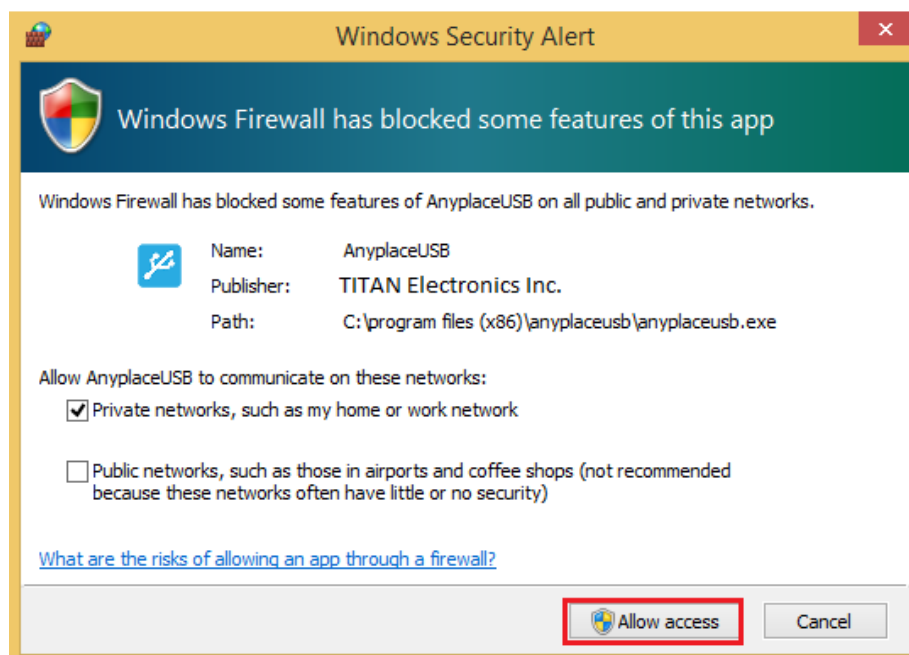 Windows Security Alert
Windows Firewall has blocked some features of this app
Windows Firewall has blocked some features of AnyplaceUSB on all public and private networks.
Name: AnyplaceUSB
Publisher: TITAN Electronics Inc.
Path: C:\program files (x86)\anyplaceusb\anyplaceusb.exe
Allow AnyplaceUSB to communicate on these networks:
Private networks, such as my home or work network
Public networks, such as those in airports and coffee shops (not recommended
because these networks often have little or no security)
What are the risks of allowing an app through a firewall?
Allow access Cancel